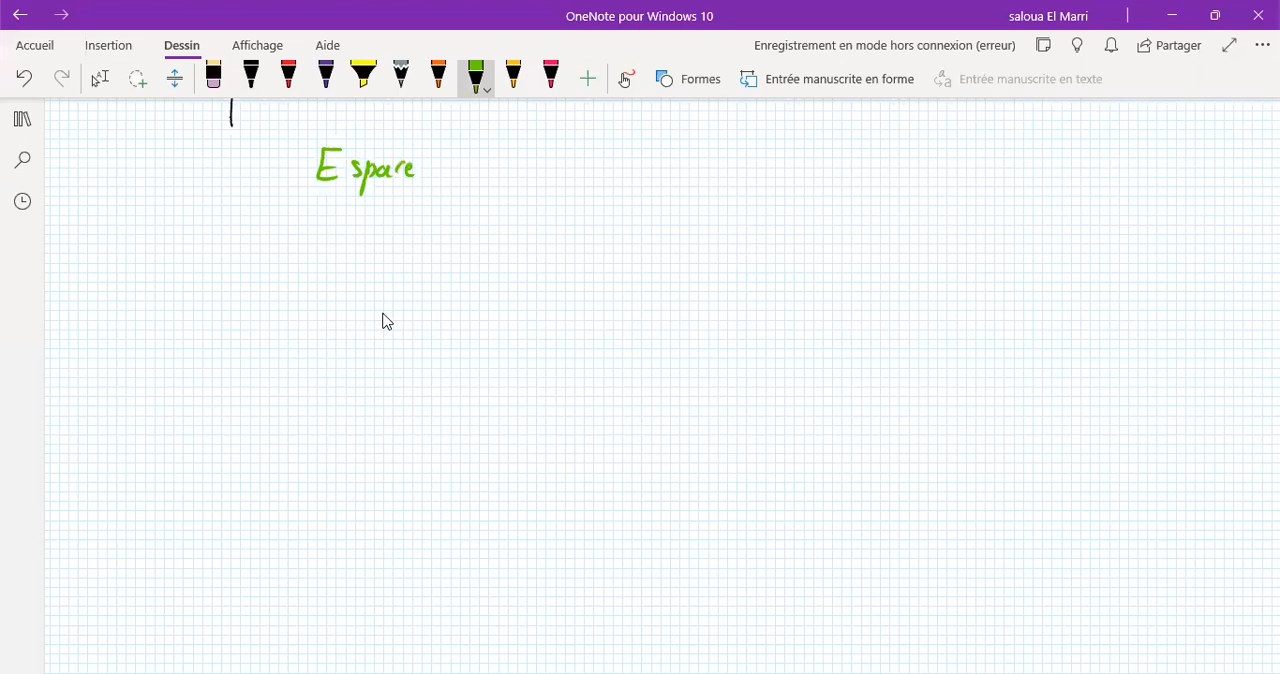 OneNote pour Windows 10
saloua El Marri
Accueil Insertion Dessin Affichage Aide
Enregistrement en mode hors connexion (erreur) Partager
Formes Entrée manuscrite en forme Entrée manuscrite en texte
Espace